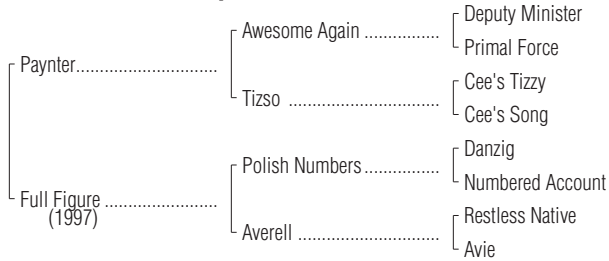 Deputy Minister
Awesome Again ................
Primal Force
Paynter............................
Cee's Tizzy
Tizso ................................
Cee's Song
Danzig
Polish Numbers................
Numbered Account
Full Figure ........................
(1997)
Restless Native
Averell ..............................
Avie